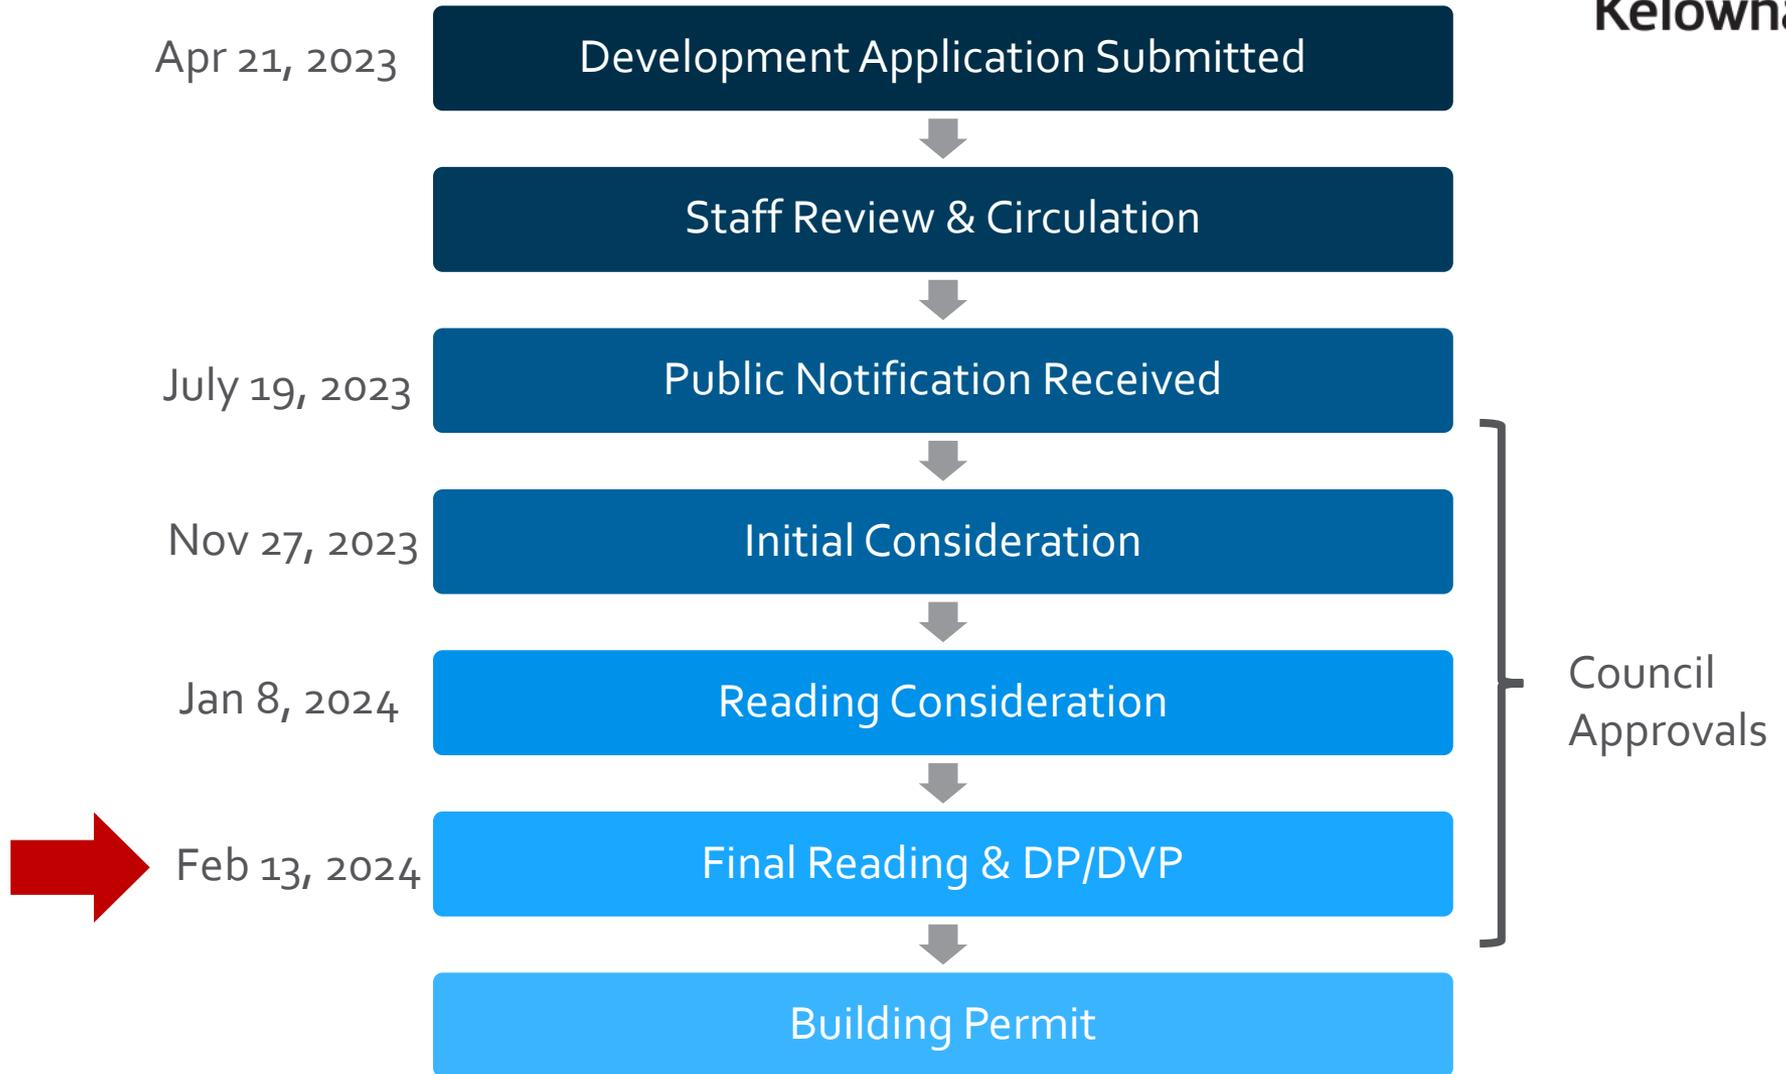 Kelowna
Apr 21, 2023
Development Application Submitted
Staff Review & Circulation
July 19, 2023
Public Notification Received
Nov 27, 2023
Initial Consideration
Jan 8, 2024
Reading Consideration
Council
Approvals
Feb 13, 2024
Final Reading & DP/DVP
Building Permit